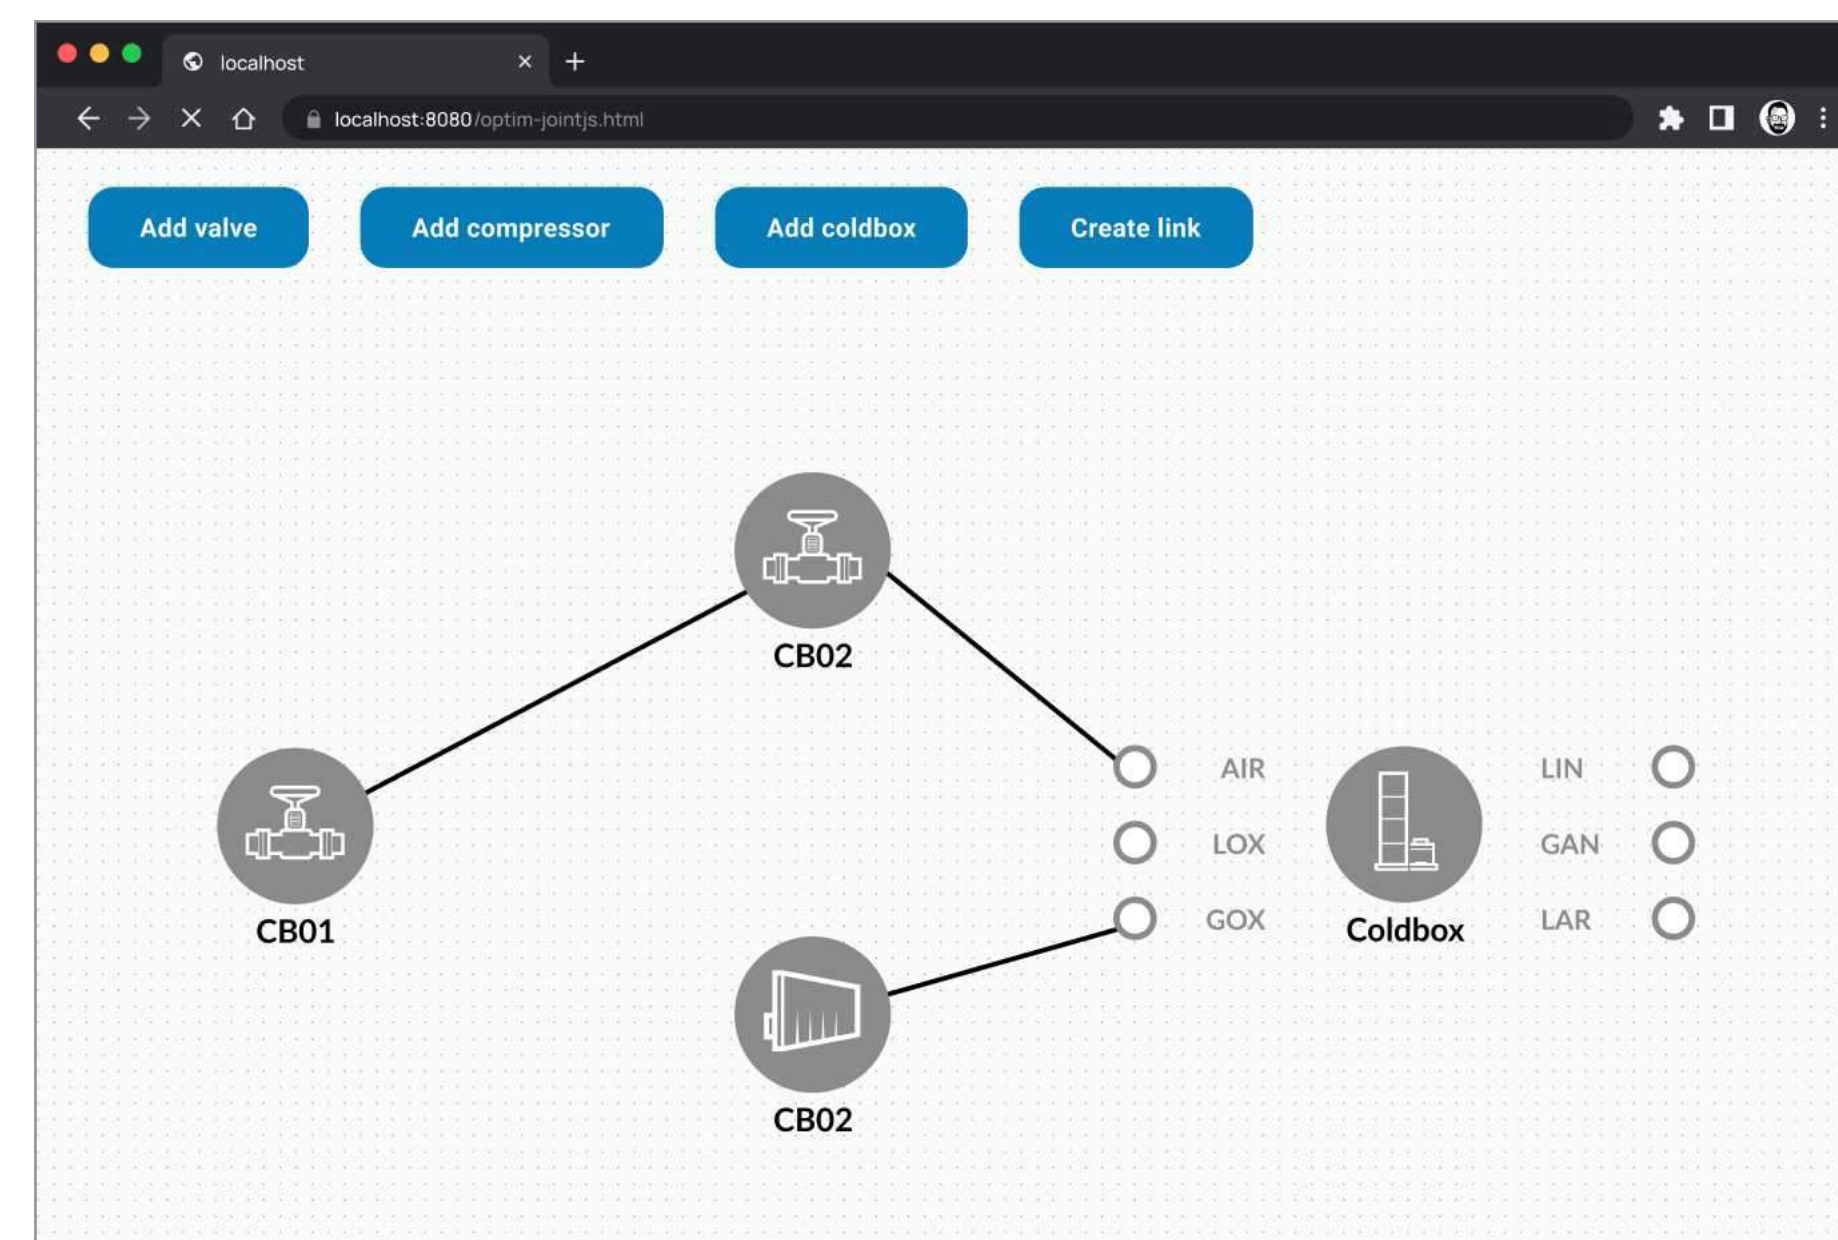 localhost
localhost:8080/optim-jointjs.html
Add valve
Add compressor
Add coldbox
Create link
CB02
AIR
LIN
LOX
GAN
CB01
GOX
Coldbox
LAR
CB02